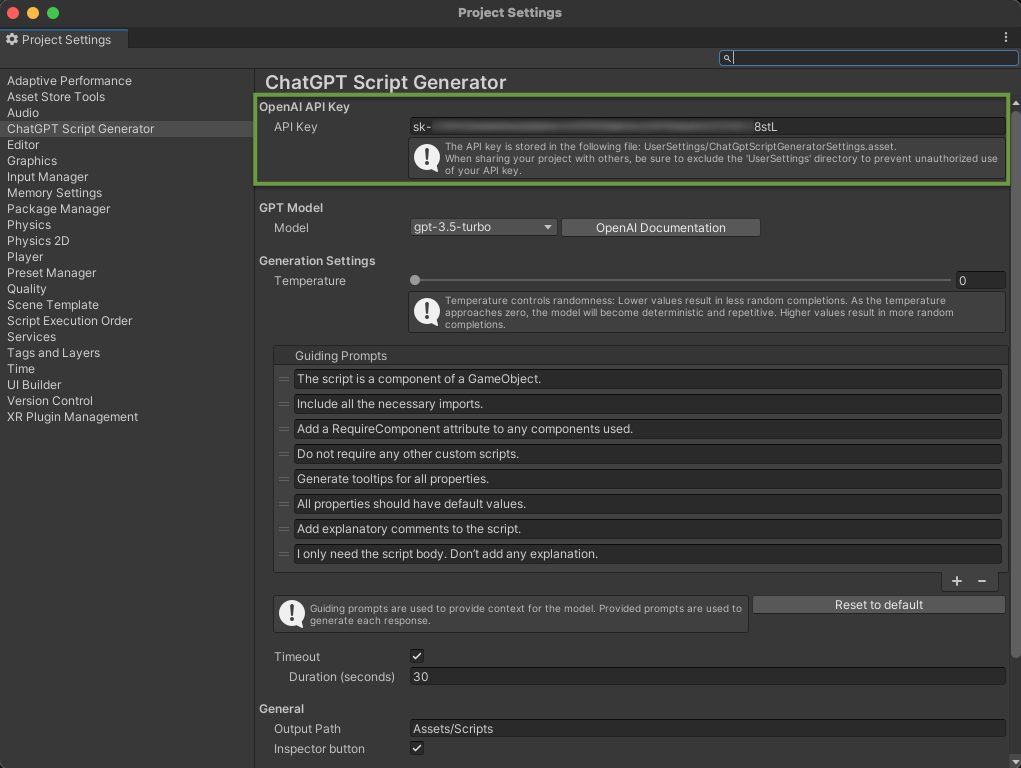 Project Settings
Project Settings
Adaptive Performance
Asset Store Tools
Audio
ChatGPT Script Generator
Editor
Graphics
Input Manager
Memory Settings
Package Manager
Physics
Physics 2D
Player
Preset Manager
Quality
Scene Template
Script Execution Order
Services
Tags and Layers
Time
UI Builder
Version Control
XR Plugin Management
ChatGPT Script Generator
OpenAI API Key
API Key sk- 8stL
The API key is stored in the following file: UserSettings/ChatGptScriptGeneratorSettings.asset.
When sharing your project with others, be sure to exclude the 'UserSettings' directory to prevent unauthorized use
of your API key.
GPT Model
Model gpt-3.5-turbo OpenAI Documentation
Generation Settings
Temperature 0
Temperature controls randomness: Lower values result in less random completions. As the temperature
approaches zero, the model will become deterministic and repetitive. Higher values result in more random
completions.
Guiding Prompts
The script is a component of a GameObject.
Include all the necessary imports.
Add a RequireComponent attribute to any components used.
Do not require any other custom scripts.
Generate tooltips for all properties.
All properties should have default values.
Add explanatory comments to the script.
I only need the script body. Don’t add any explanation.
+ −
Guiding prompts are used to provide context for the model. Provided prompts are used to
generate each response.
Reset to default
Timeout
Duration (seconds) 30
General
Output Path Assets/Scripts
Inspector button